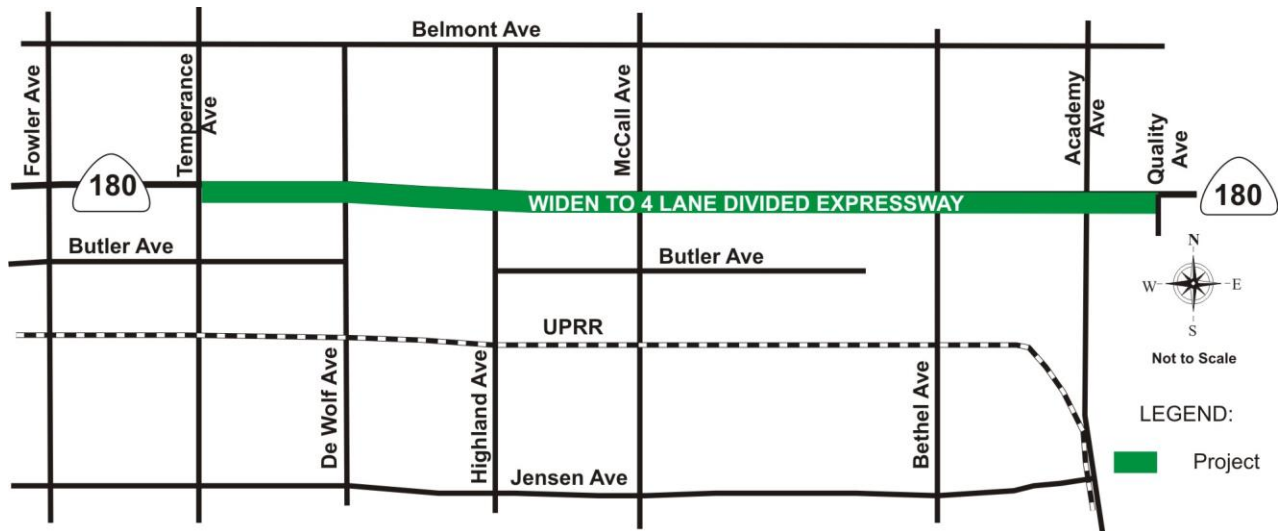 Belmont Ave
Fowler Ave
Temperance
Ave
McCall Ave
Academy
Ave
Quality
Ave
180
WIDEN TO 4 LANE DIVIDED EXPRESSWAY
180
Butler Ave
Butler Ave
N
W
E
S
Not to Scale
UPRR
De Wolf Ave
Highland Ave
Bethel Ave
LEGEND:
Project
Jensen Ave